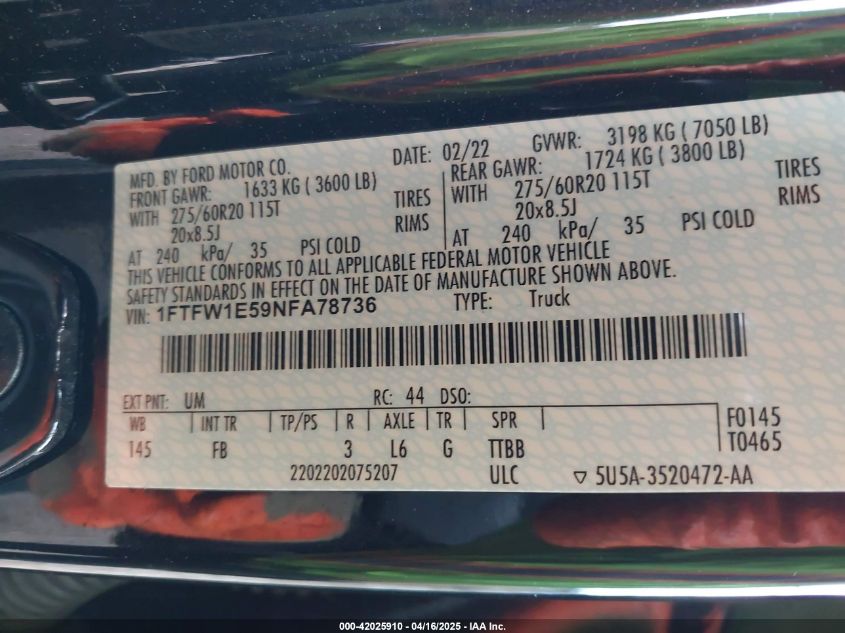 MFD. BY FORD MOTOR CO. DATE: 02/22 GVWR: 3198 KG ( 7050 LB)
FRONT GAWR: 1633 KG ( 3600 LB) REAR GAWR: 1724 KG ( 3800 LB)
WITH 275/60R20 115T TIRES WITH 275/60R20 115T TIRES
20x8.5J RIMS 20x8.5J RIMS
AT 240 kPa/ 35 PSI COLD AT 240 kPa/ 35 PSI COLD
THIS VEHICLE CONFORMS TO ALL APPLICABLE FEDERAL MOTOR VEHICLE
SAFETY STANDARDS IN EFFECT ON THE DATE OF MANUFACTURE SHOWN ABOVE.
VIN: 1FTFW1E59NFA78736 TYPE: Truck
EXT PNT: UM RC: 44 DSO:
WB INT TR TP/PS R AXLE TR SPR F0145
145 FB 3 L6 G TTBB T0465
2202202075207 ULC ▽ 5U5A-3520472-AA
000-42025910 - 04/16/2025 - IAA Inc.